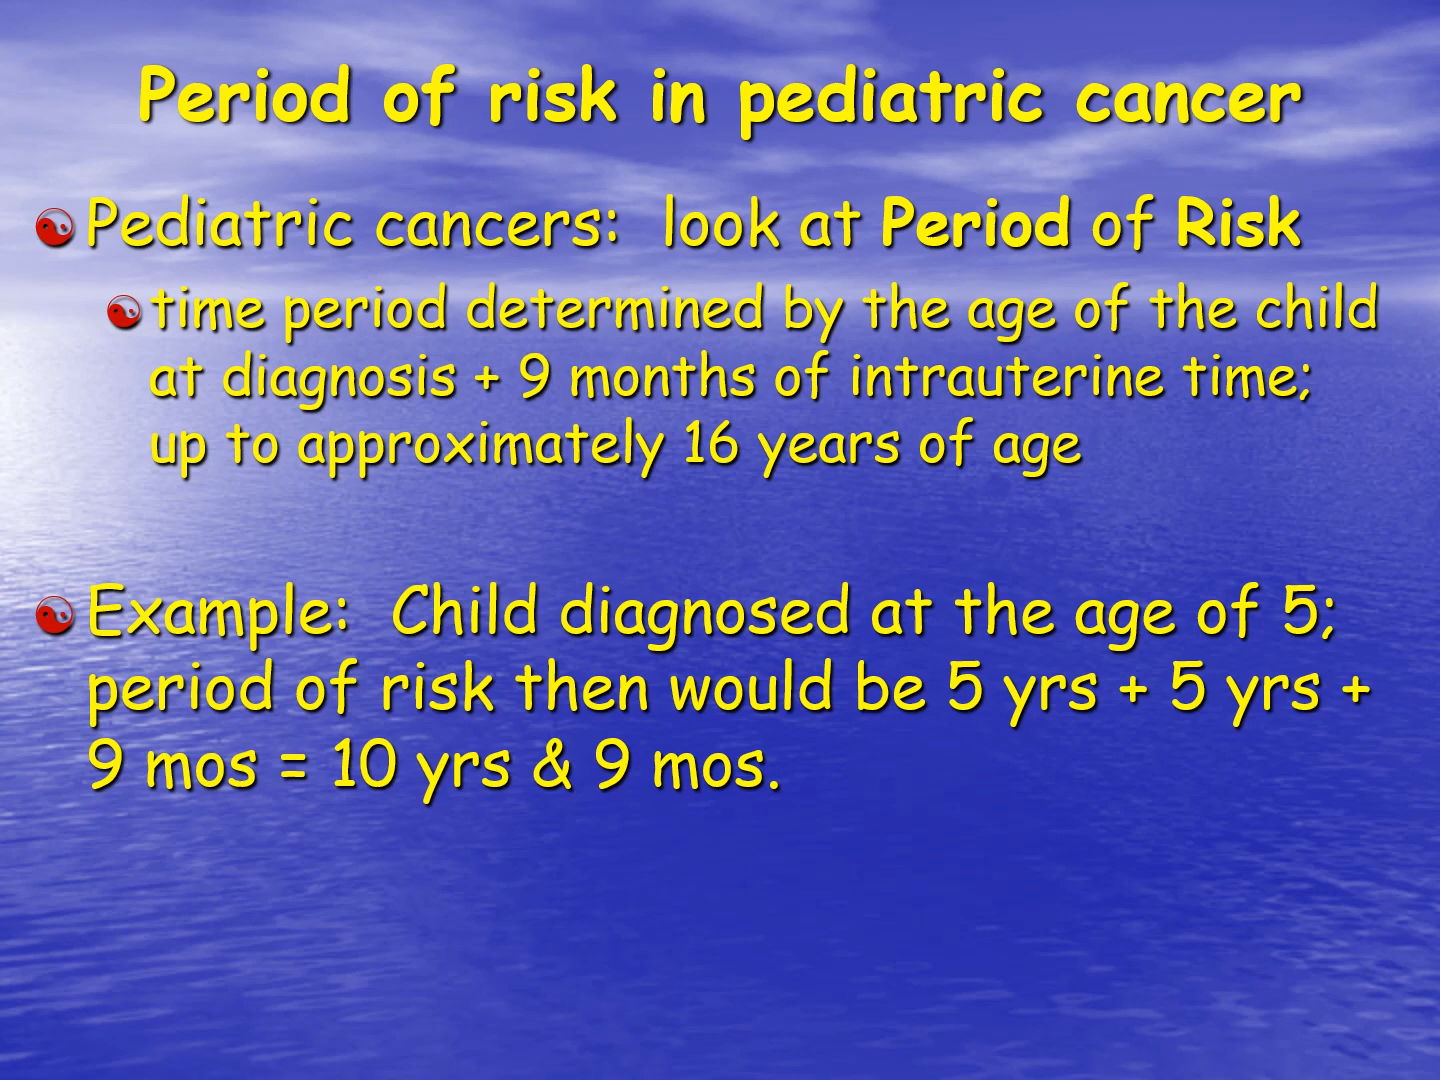 Period of risk in pediatric cancer
Pediatric cancers: look at Period of Risk
time period determined by the age of the child
at diagnosis + 9 months of intrauterine time;
up to approximately 16 years of age
Example: Child diagnosed at the age of 5;
period of risk then would be 5 yrs + 5 yrs +
9 mos = 10 yrs & 9 mos.